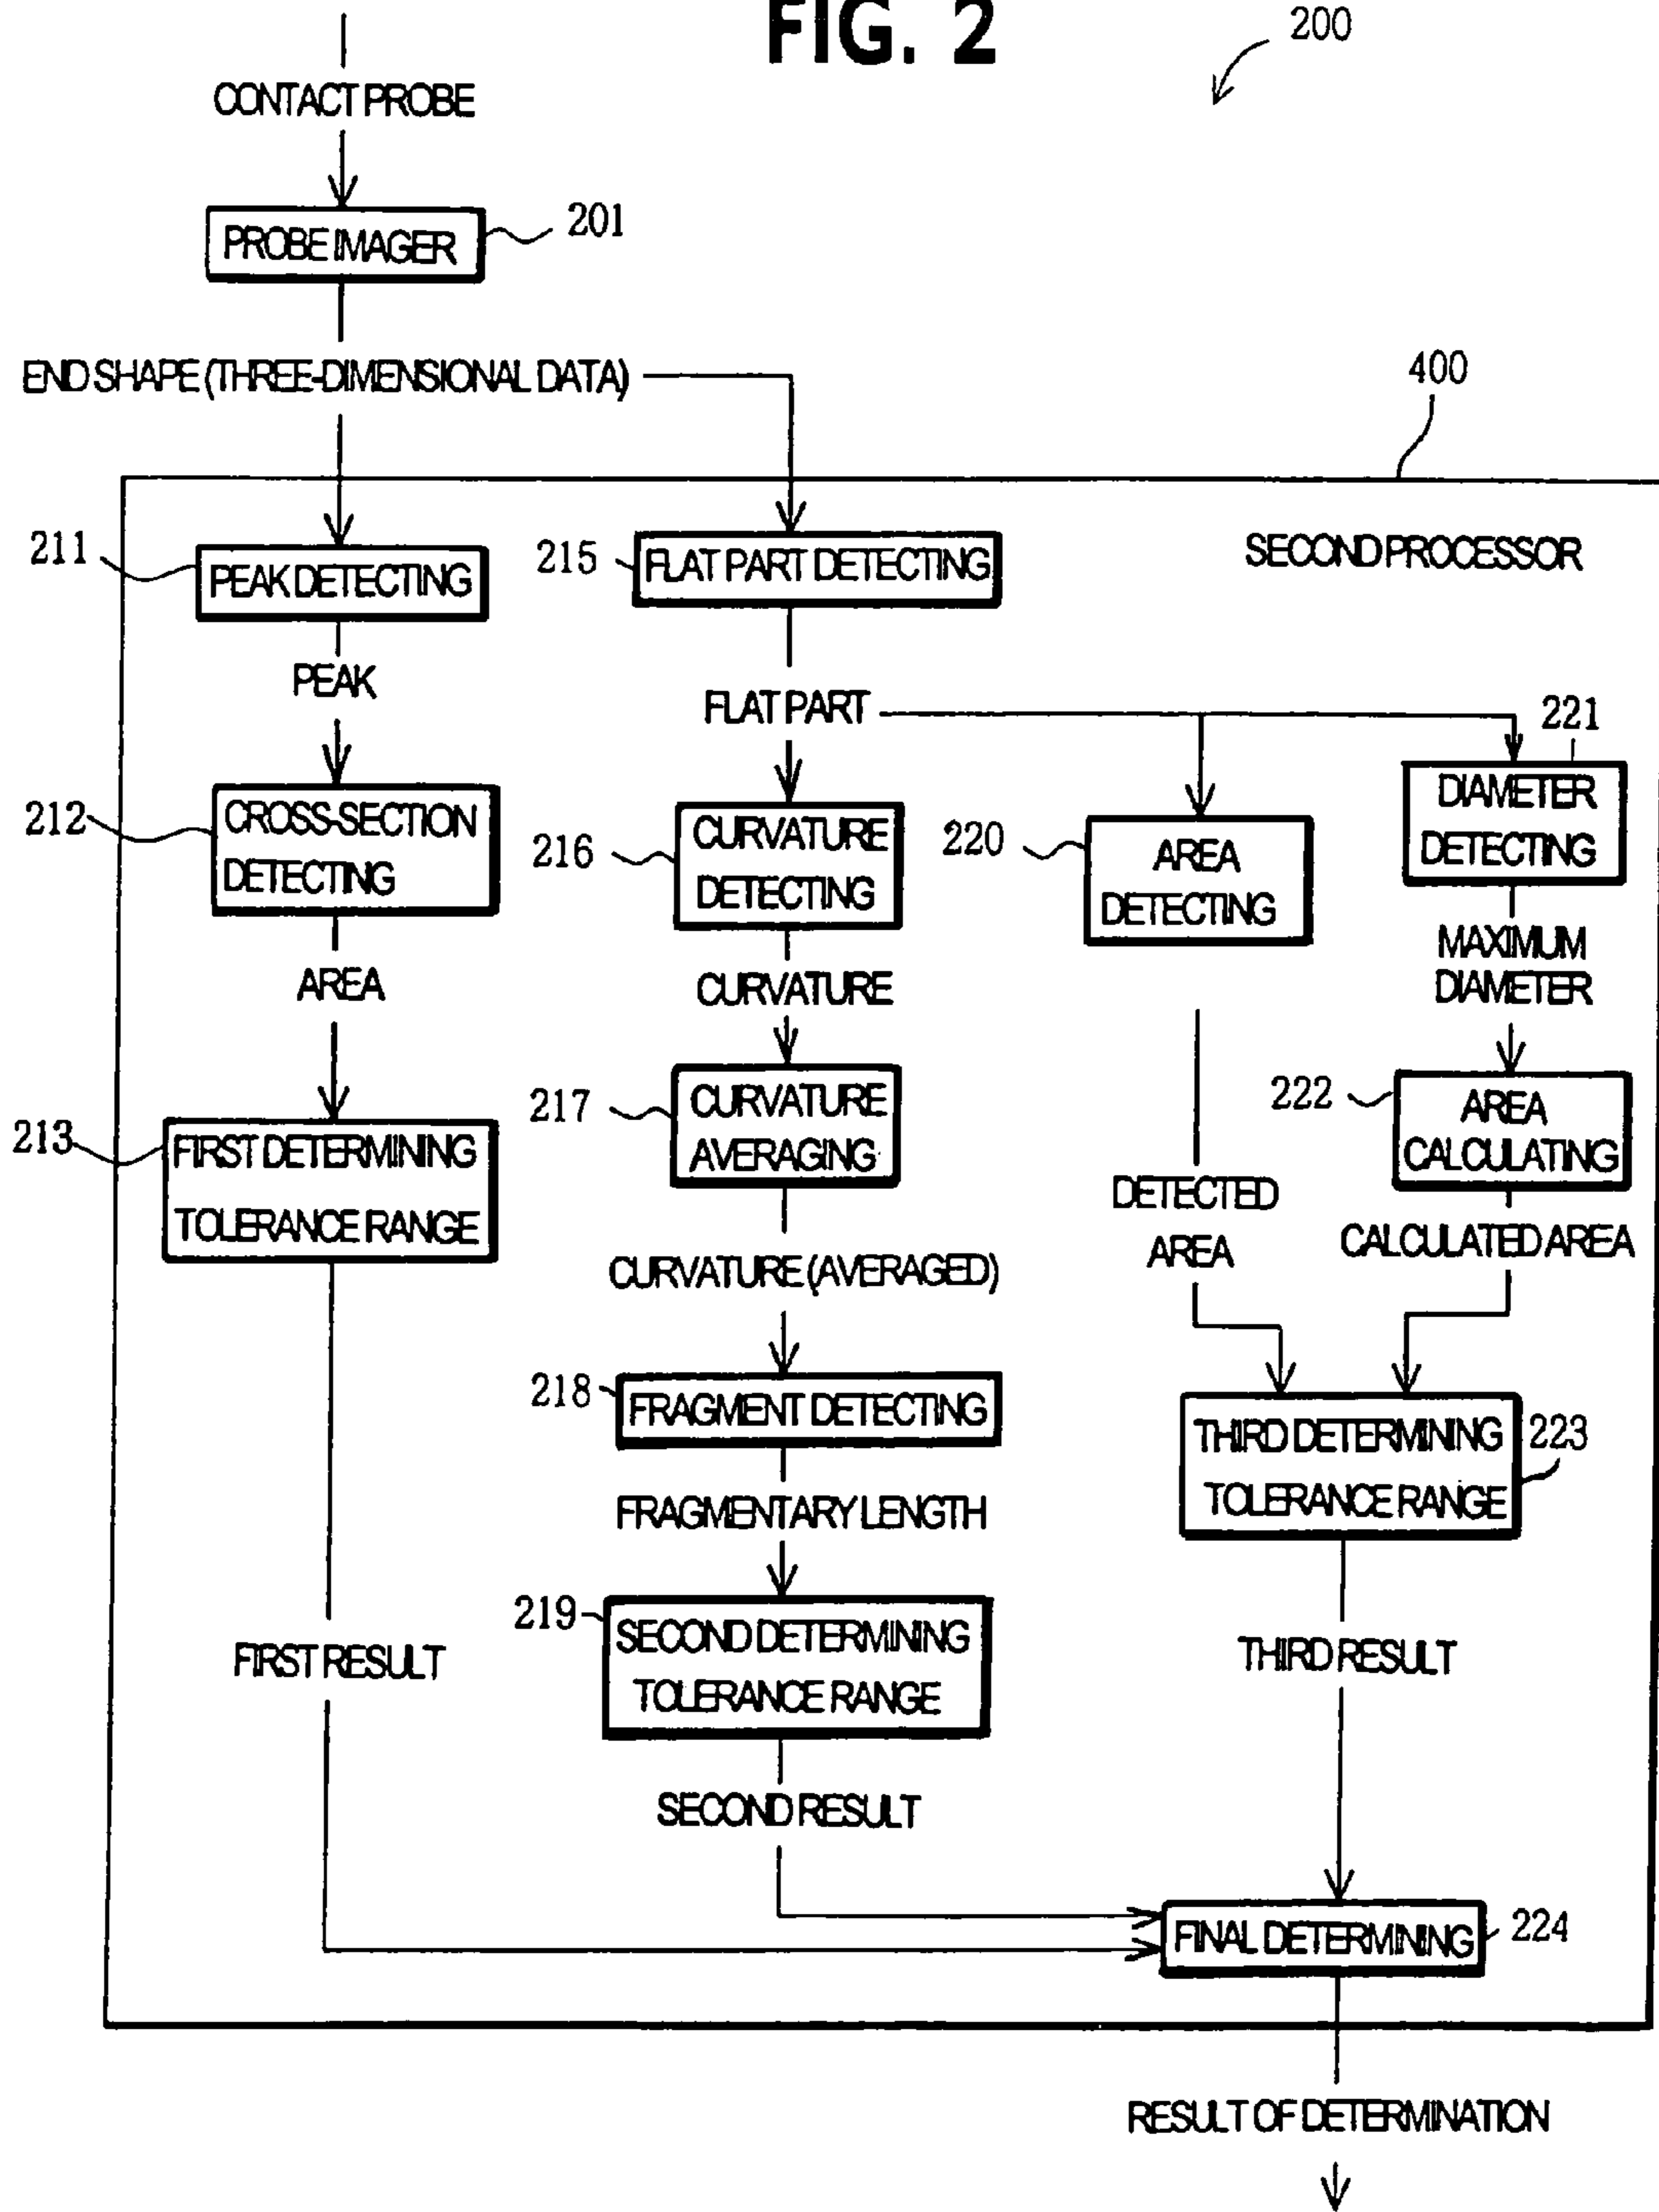 FIG. 2
200
CONTACT PROBE
PROBE IMAGER
201
END SHAPE (THREE-DIMENSIONAL DATA)
400
SECOND PROCESSOR
211
PEAK DETECTING
PEAK
212
CROSS-SECTION
DETECTING
AREA
213
FIRST DETERMINING
TOLERANCE RANGE
FIRST RESULT
215
FLAT PART DETECTING
FLAT PART
216
CURVATURE
DETECTING
CURVATURE
217
CURVATURE
AVERAGING
CURVATURE (AVERAGED)
218
FRAGMENT DETECTING
FRAGMENTARY LENGTH
219
SECOND DETERMINING
TOLERANCE RANGE
SECOND RESULT
220
AREA
DETECTING
DETECTED
AREA
221
DIAMETER
DETECTING
MAXIMUM
DIAMETER
222
AREA
CALCULATING
CALCULATED AREA
THIRD DETERMINING
TOLERANCE RANGE
223
THIRD RESULT
FINAL DETERMINING
224
RESULT OF DETERMINATION